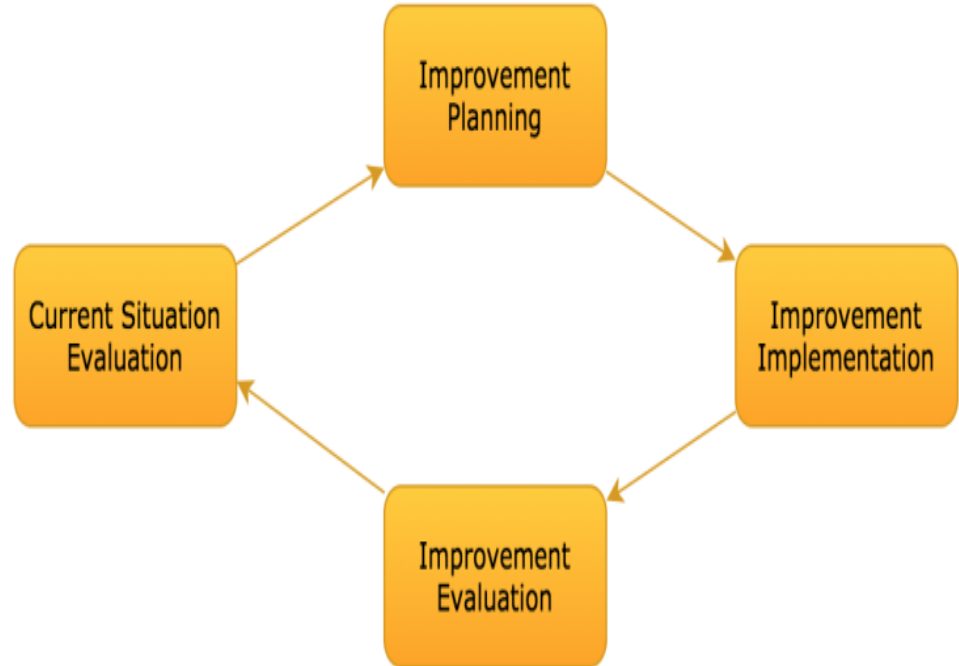 Improvement
Planning
Current Situation
Evaluation
Improvement
Implementation
Improvement
Evaluation